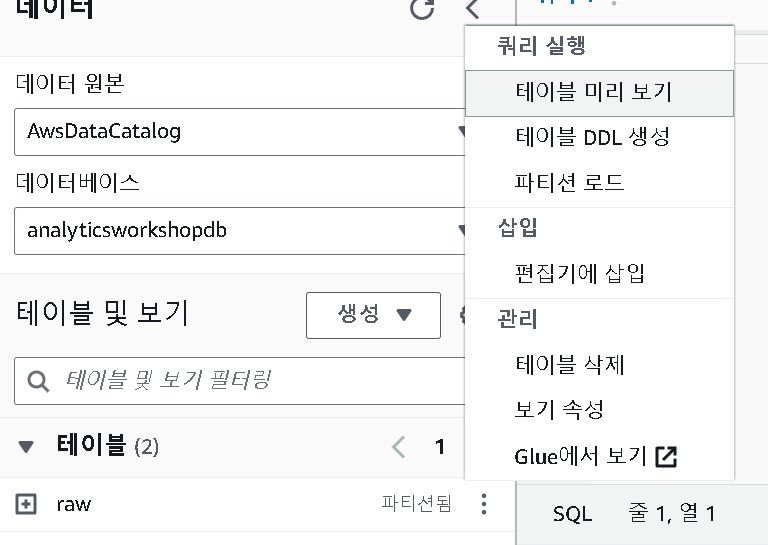 데이터
쿼리 실행
데이터 원본
테이블 미리 보기
AwsDataCatalog
테이블 DDL 생성
데이터베이스
파티션 로드
analyticsworkshopdb
삽입
편집기에 삽입
테이블 및 보기
생성
관리
테이블 및 보기 필터링
테이블 삭제
보기 속성
테이블 (2)
1
Glue에서 보기
raw
파티션됨
SQL
줄 1, 열 1